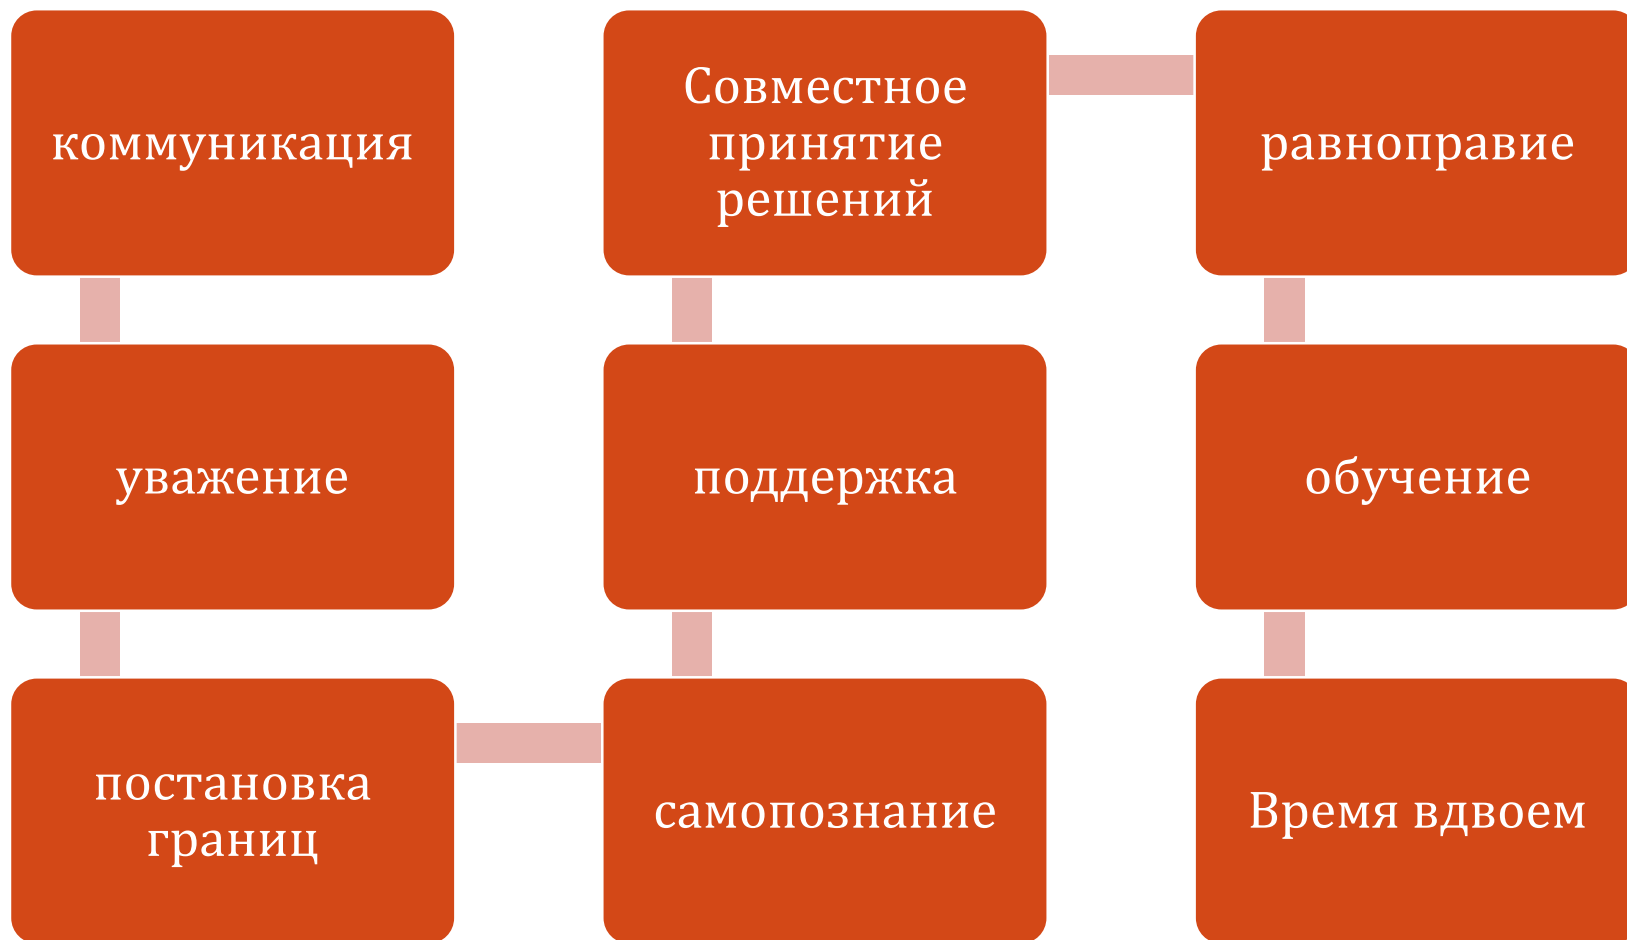 коммуникация
уважение
постановка
границ
самопознание
поддержка
Совместное
принятие
решений
равноправие
обучение
Время вдвоем